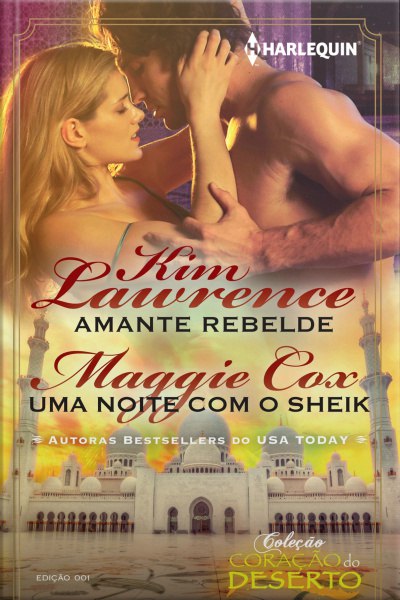 HARLEQUIN
Kim
Lawrence
AMANTE REBELDE
Maggie Cox
UMA NOITE COM O SHEIK
AUTORAS BESTSELLERS DO USA TODAY
Coleção
CORAÇÃO do
DESERTO
EDIÇÃO 001